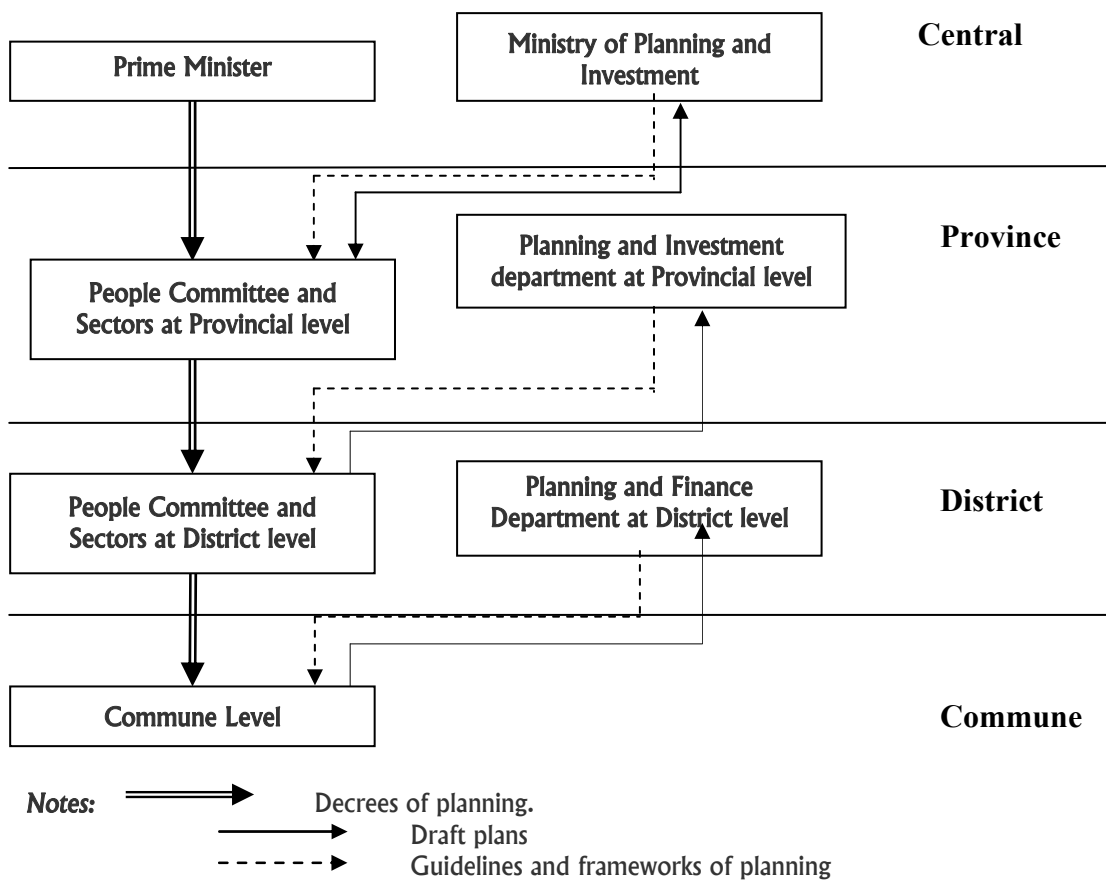 Prime Minister
Ministry of Planning and
Investment
Central
People Committee and
Sectors at Provincial level
Planning and Investment
department at Provincial level
Province
People Committee and
Sectors at District level
Planning and Finance
Department at District level
District
Commune Level
Commune
Notes:
Decrees of planning.
Draft plans
Guidelines and frameworks of planning